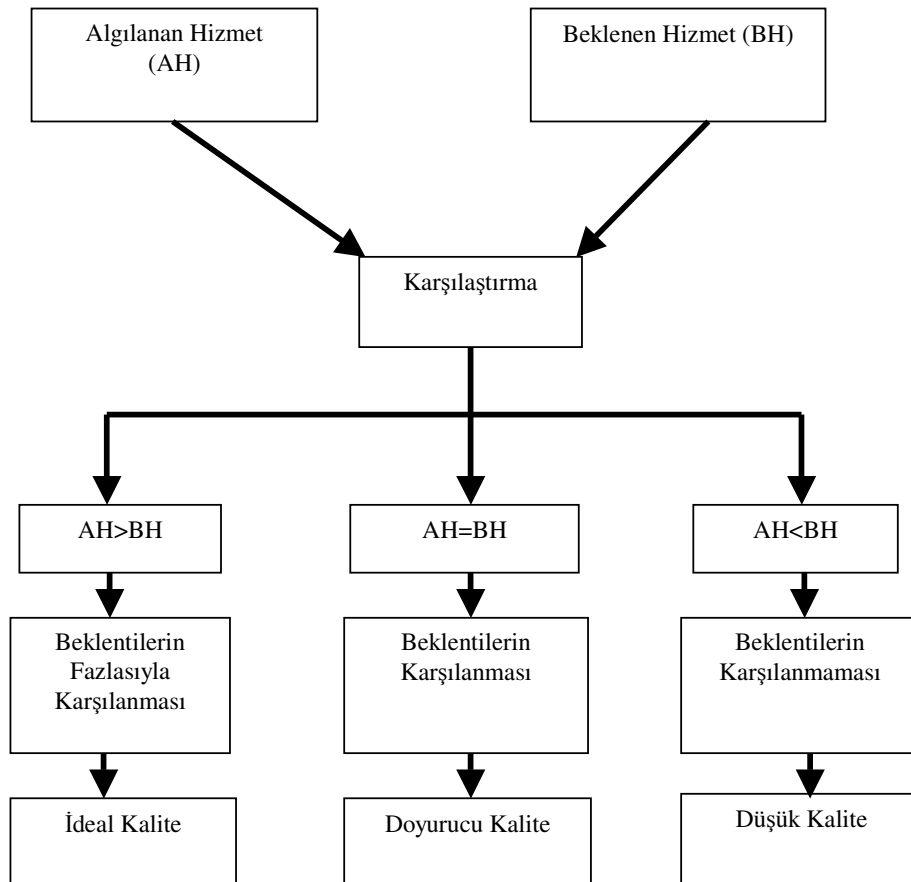 Algılanan Hizmet
(AH)
Beklenen Hizmet (BH)
Karşılaştırma
AH>BH
AH=BH
AH<BH
Beklentilerin
Fazlasıyla
Karşılanması
Beklentilerin
Karşılanması
Beklentilerin
Karşılanmaması
İdeal Kalite
Doyurucu Kalite
Düşük Kalite